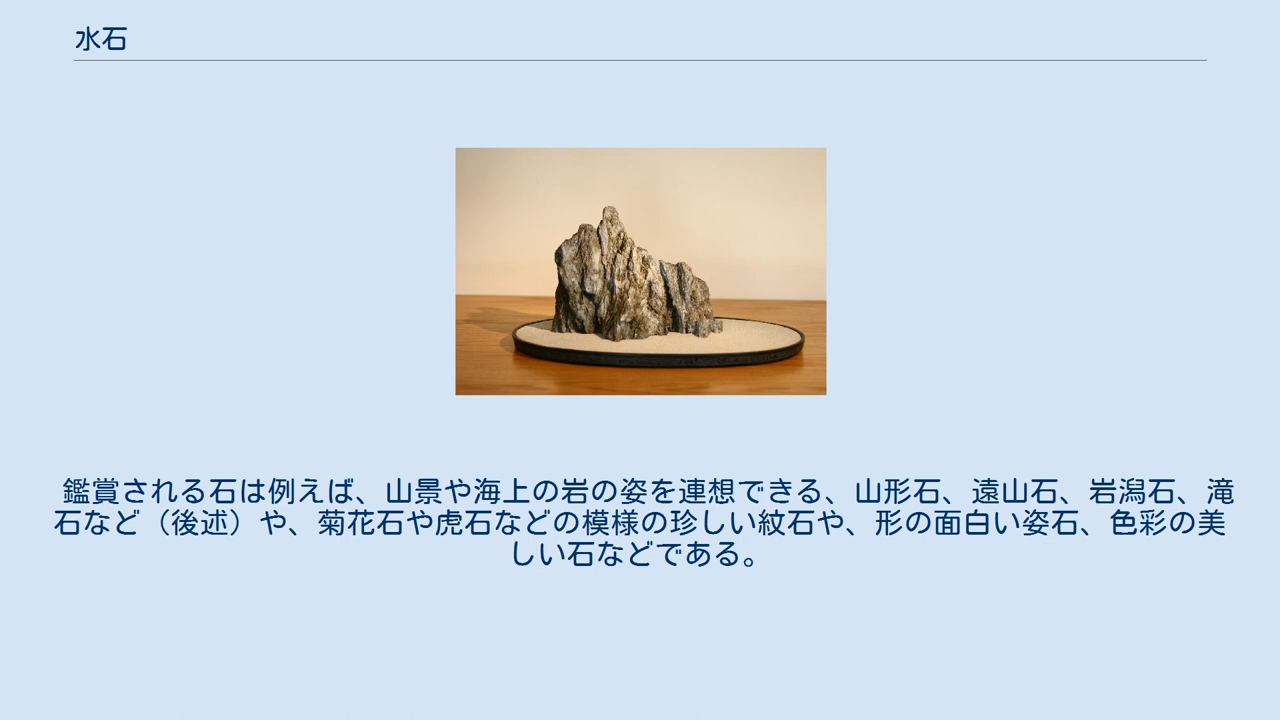 水石
鑑賞される石は例えば、山景や海上の岩の姿を連想できる、山形石、遠山石、岩潟石、滝
石など（後述）や、菊花石や虎石などの模様の珍しい紋石や、形の面白い姿石、色彩の美
しい石などである。